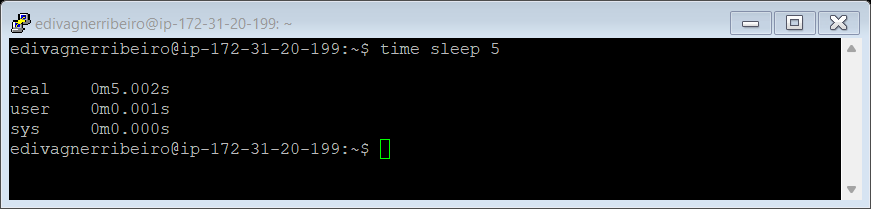 edivagnerribeiro@ip-172-31-20-199: ~
edivagnerribeiro@ip-172-31-20-199:~$ time sleep 5
real    0m5.002s
user    0m0.001s
sys     0m0.000s
edivagnerribeiro@ip-172-31-20-199:~$